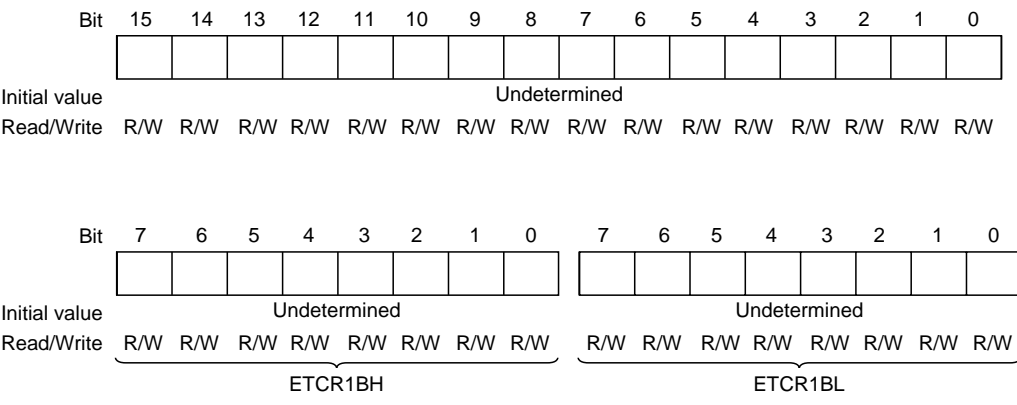 Bit 15 14 13 12 11 10 9 8 7 6 5 4 3 2 1 0
Initial value Undetermined
Read/Write R/W R/W R/W R/W R/W R/W R/W R/W R/W R/W R/W R/W R/W R/W R/W R/W
Bit 7 6 5 4 3 2 1 0 7 6 5 4 3 2 1 0
Initial value Undetermined Undetermined
Read/Write R/W R/W R/W R/W R/W R/W R/W R/W R/W R/W R/W R/W R/W R/W R/W R/W
ETCR1BH ETCR1BL